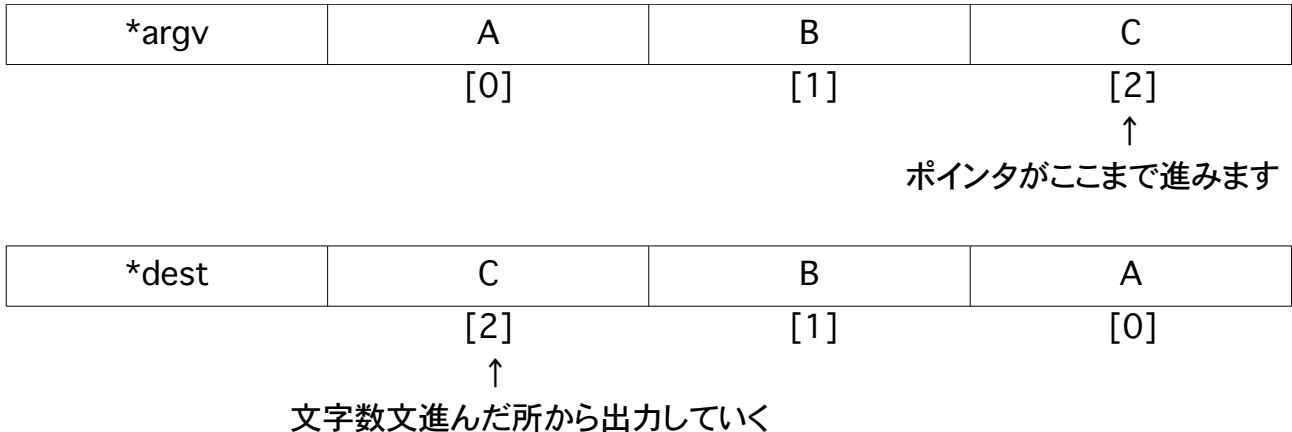 *argv A B C
[0] [1] [2]
↑
ポインタがここまで進みます
*dest C B A
[2] [1] [0]
↑
文字数文進んだ所から出力していく